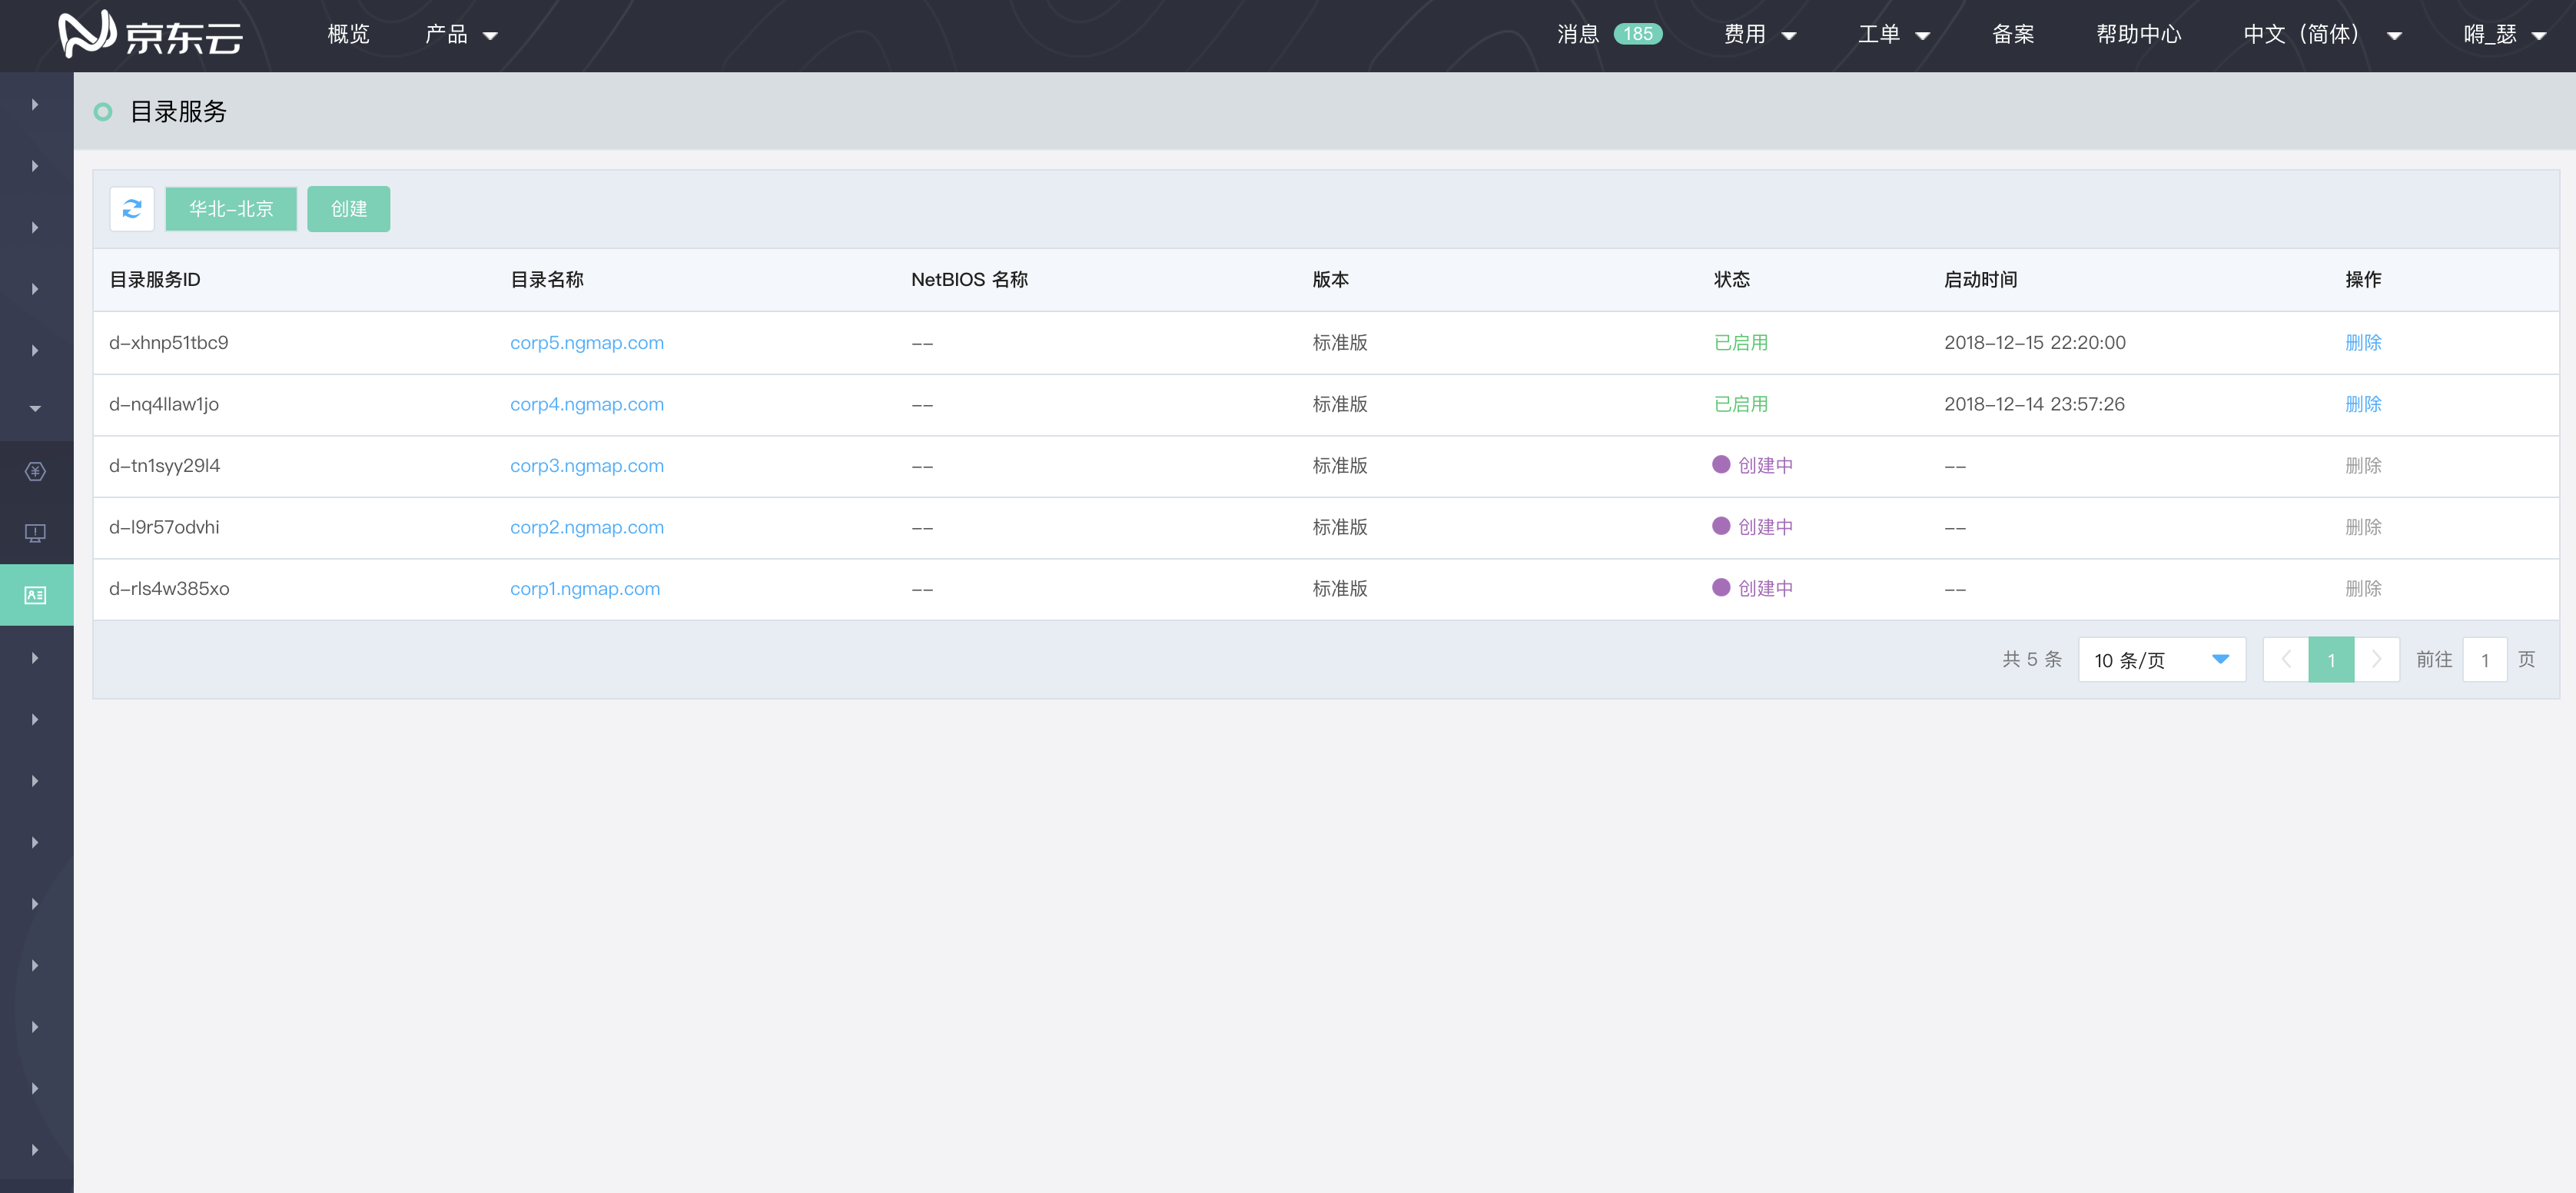 京东云 概览 产品 消息 185 费用 工单 备案 帮助中心 中文（简体） 嘚_瑟
目录服务
华北-北京 创建
目录服务ID 目录名称 NetBIOS 名称 版本 状态 启动时间 操作
d-xhnp51tbc9 corp5.ngmap.com -- 标准版 已启用 2018-12-15 22:20:00 删除
d-nq4llaw1jo corp4.ngmap.com -- 标准版 已启用 2018-12-14 23:57:26 删除
d-tn1syy29l4 corp3.ngmap.com -- 标准版 创建中 -- 删除
d-l9r57odvhi corp2.ngmap.com -- 标准版 创建中 -- 删除
d-rls4w385xo corp1.ngmap.com -- 标准版 创建中 -- 删除
共 5 条 10 条/页 1 前往 1 页